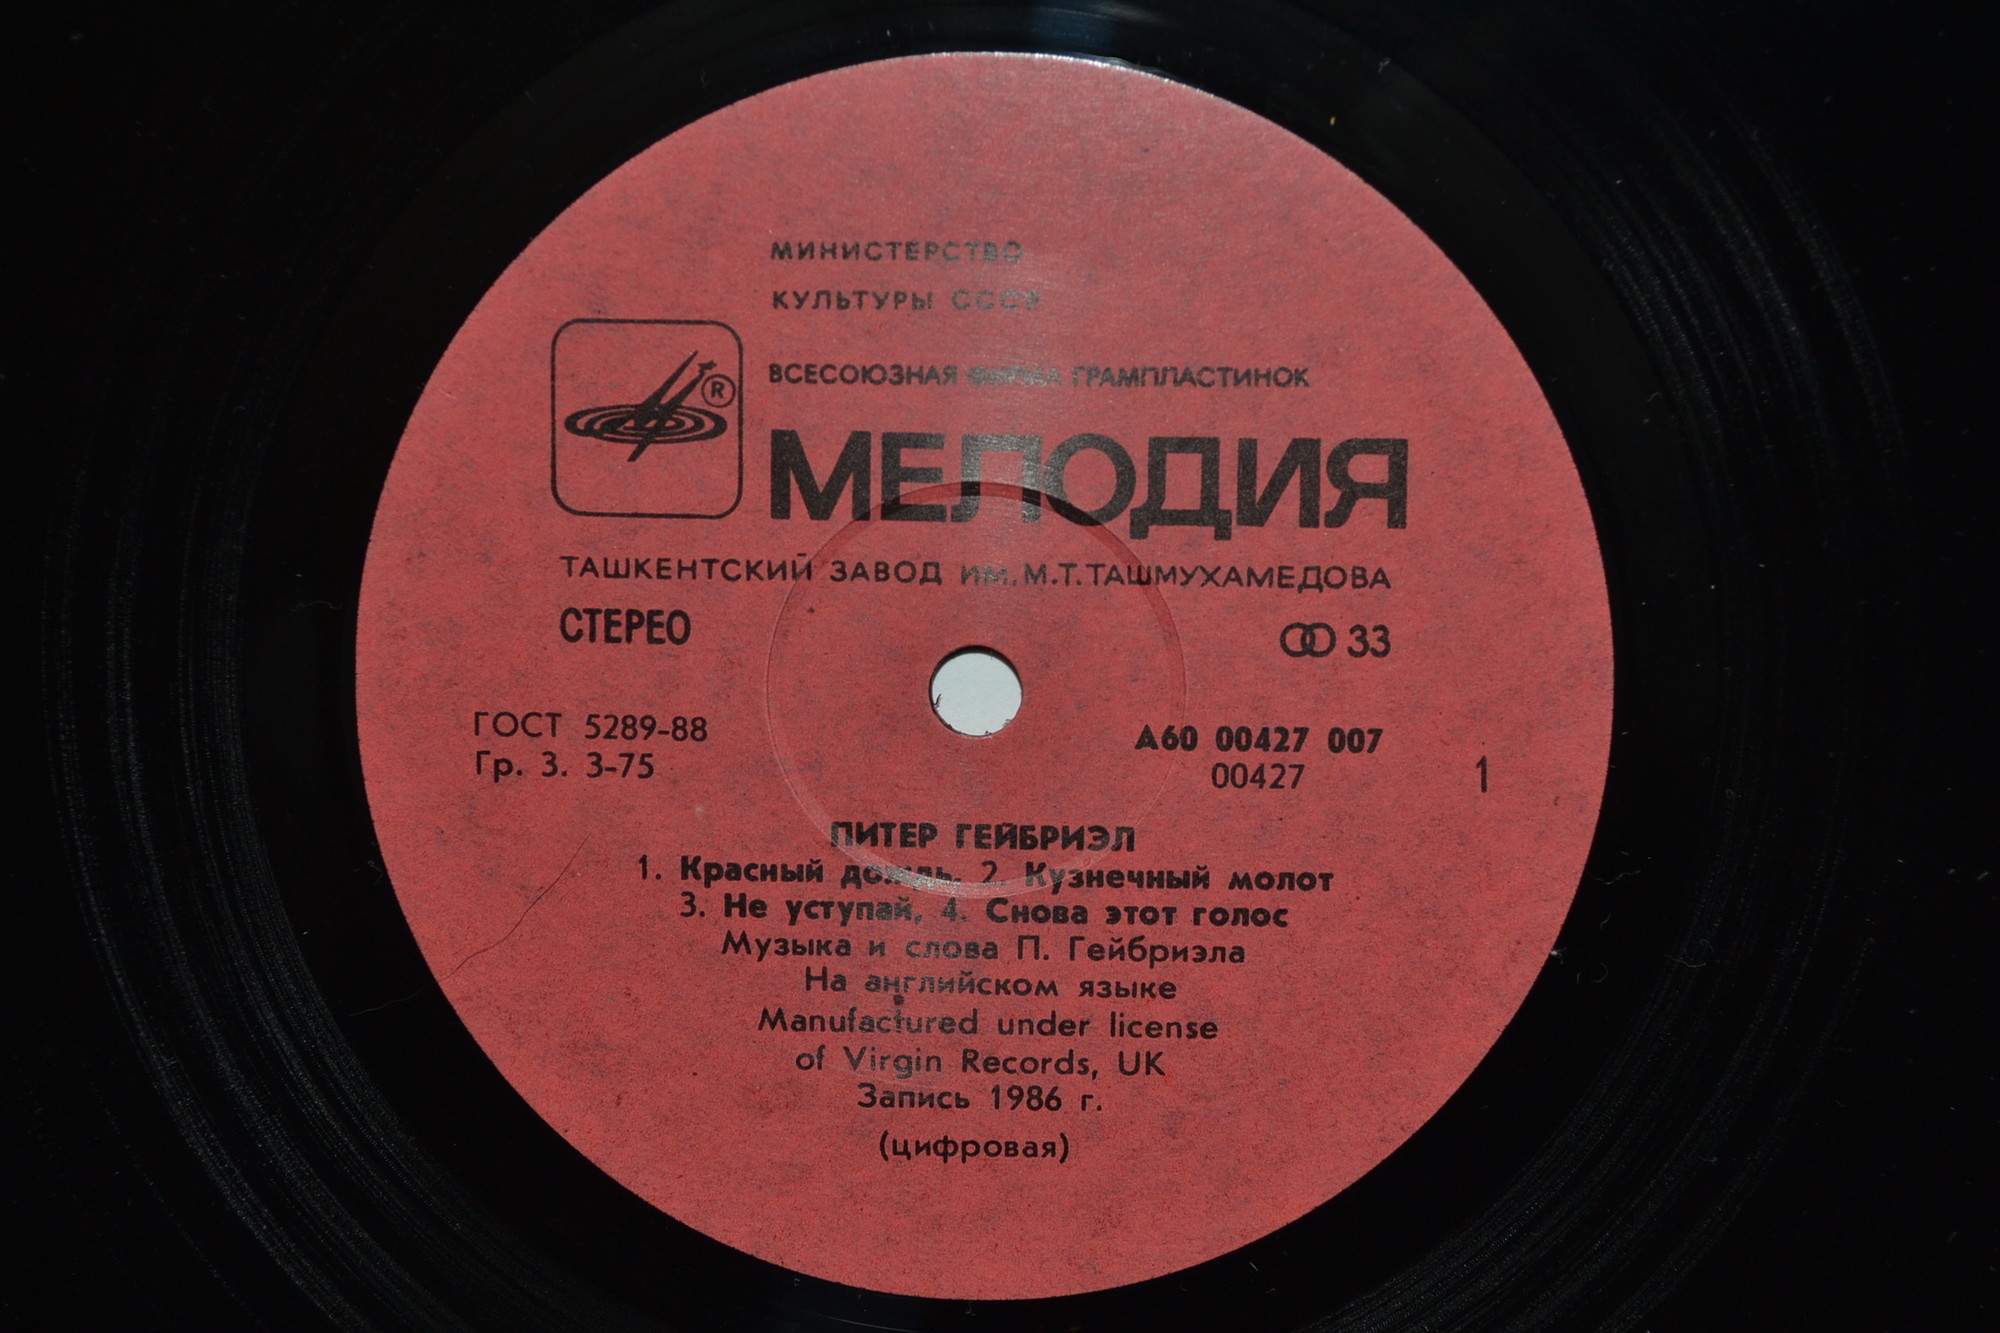 МИНИСТЕРСТВО
КУЛЬТУРЫ СССР
ВСЕСОЮЗНАЯ ФИРМА ГРАМПЛАСТИНОК
®
МЕЛОДИЯ
ТАШКЕНТСКИЙ ЗАВОД ИМ. М.Т. ТАШМУХАМЕДОВА
СТЕРЕО 33
ГОСТ 5289-88
Гр. 3. 3-75
А60 00427 007
00427
1
ПИТЕР ГЕЙБРИЭЛ
1. Красный дождь, 2. Кузнечный молот
3. Не уступай, 4. Снова этот голос
Музыка и слова П. Гейбриэла
На английском языке
Manufactured under license
of Virgin Records, UK
Запись 1986 г.
(цифровая)